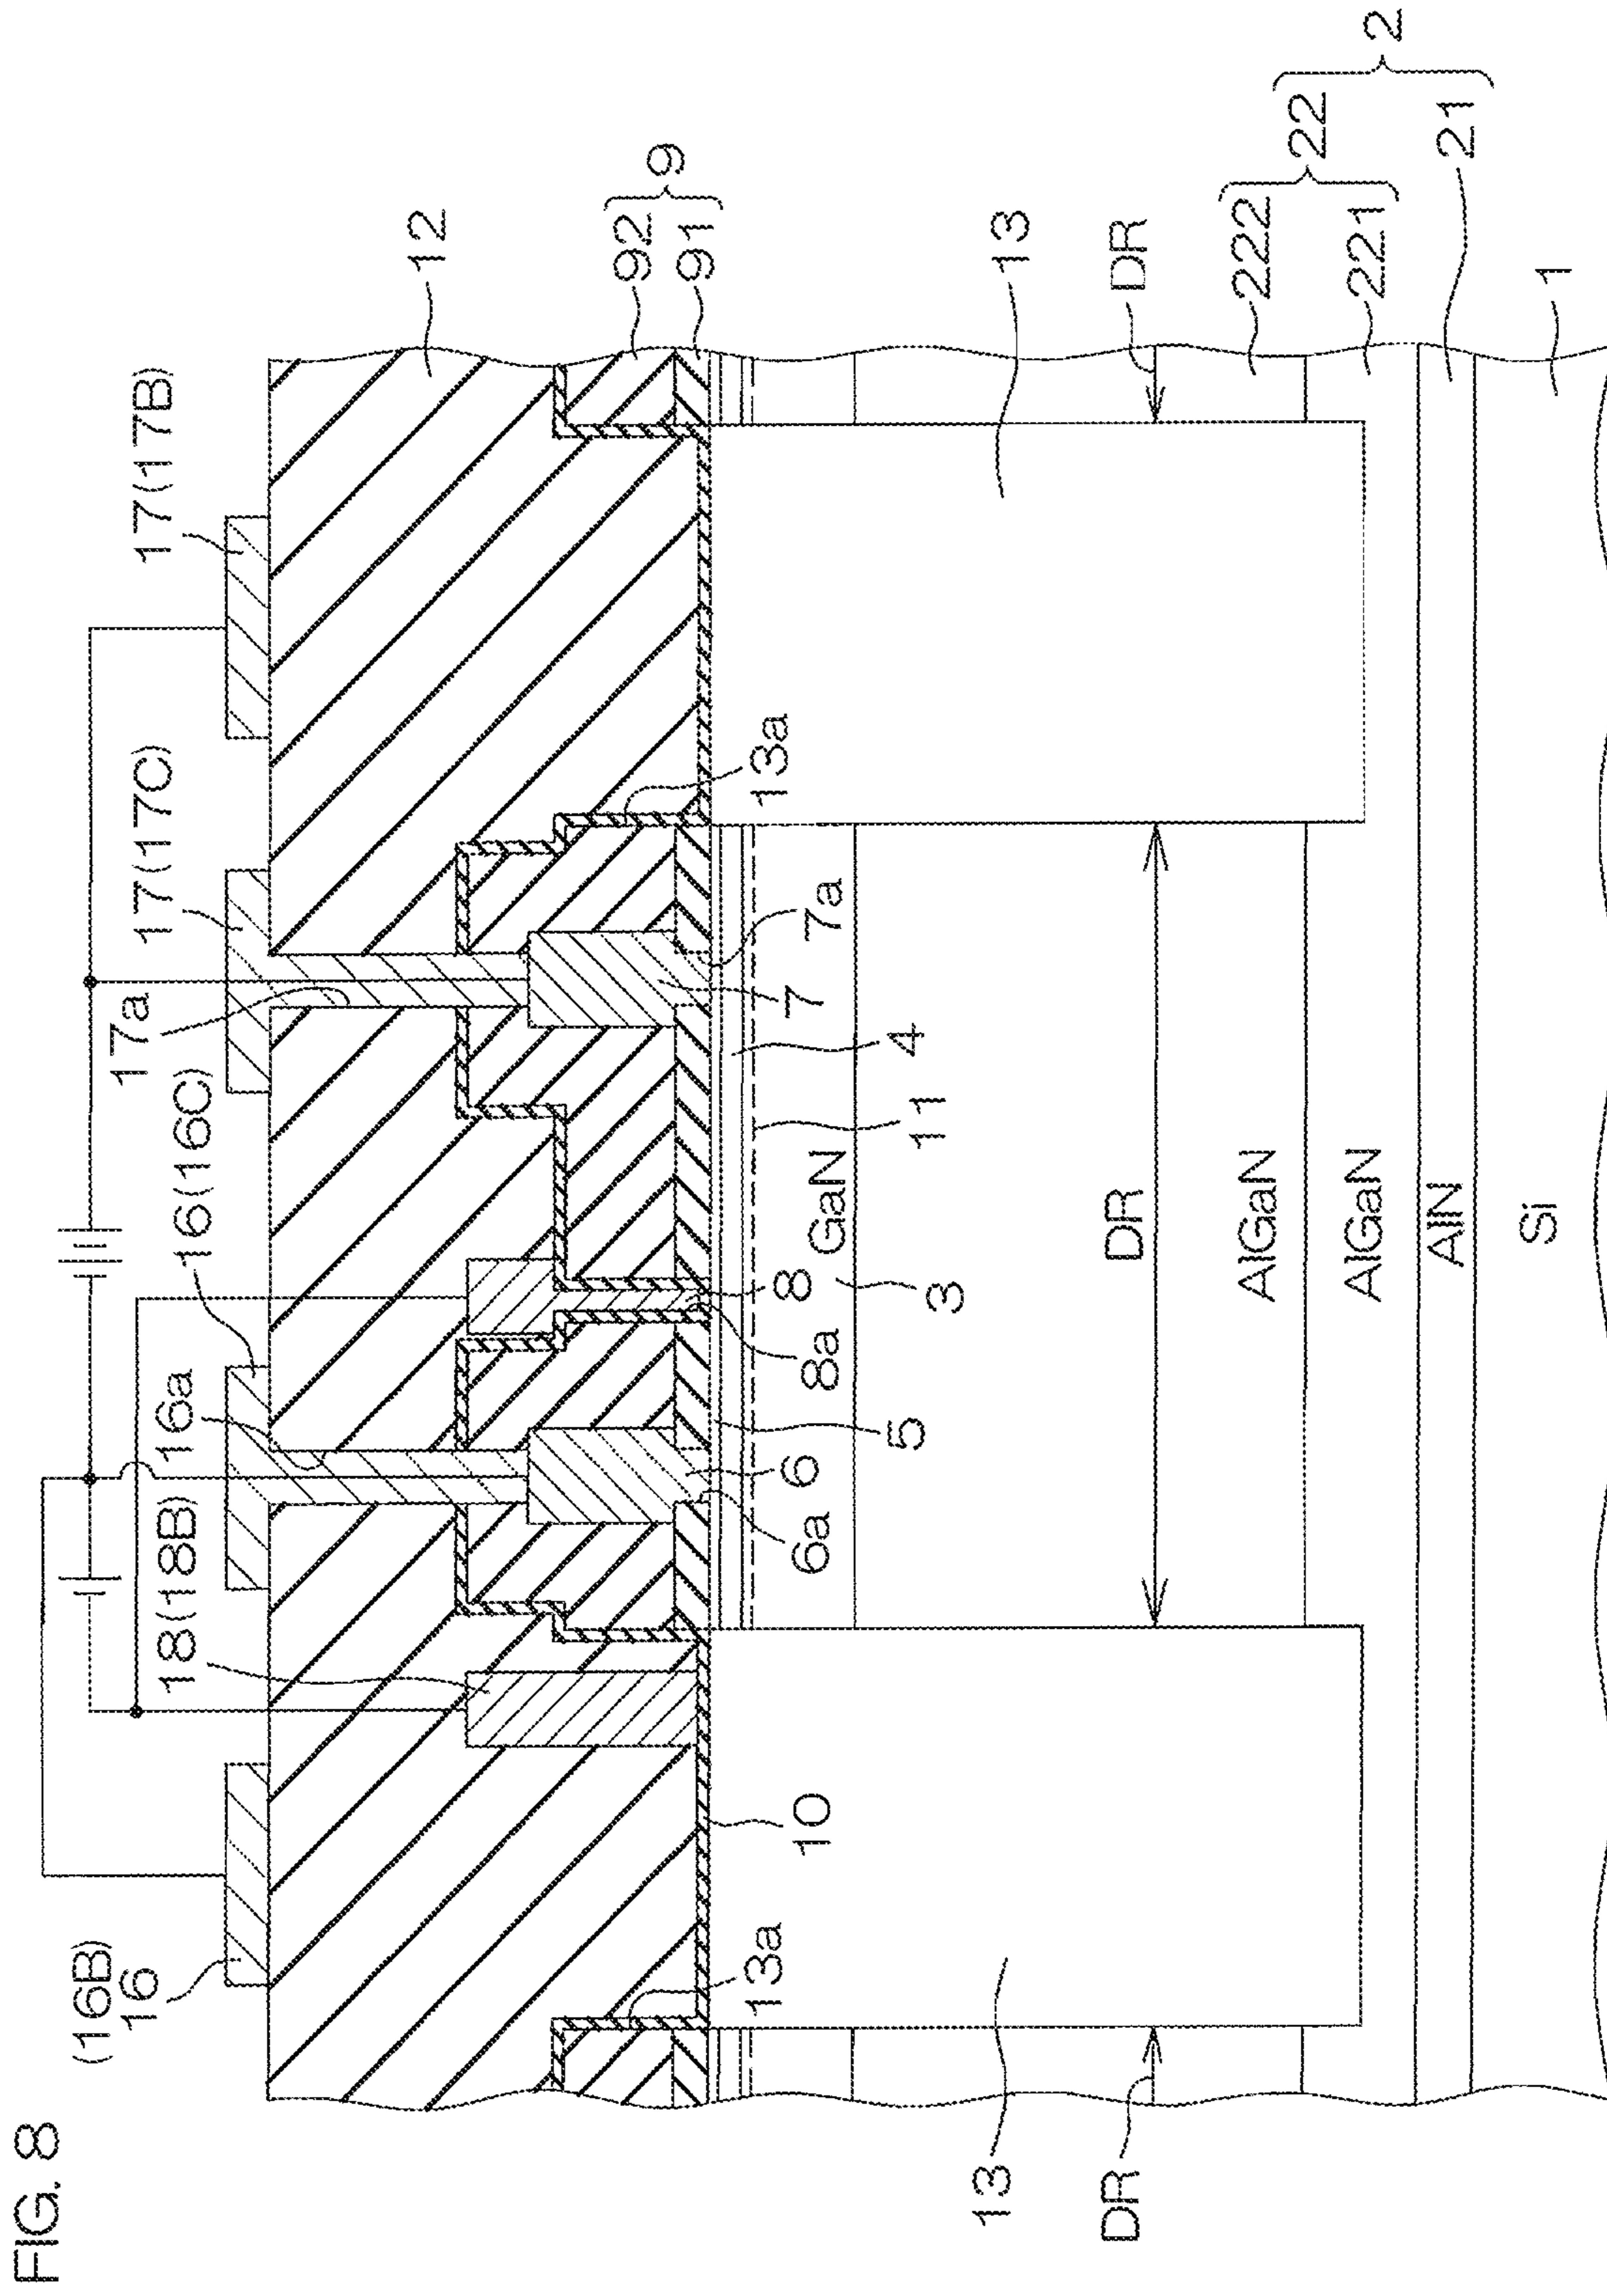 FIG. 8
(16B)
16
18(18B)
16a
16(16C)
17a
17(17C)
17(17B)
12
92
91
9
13a
10
6a
6
5
8a
8
GaN
3
11
4
7
7a
13a
13
13
DR
DR
DR
AlGaN
222
AlGaN
221
22
AlN
21
2
Si
1